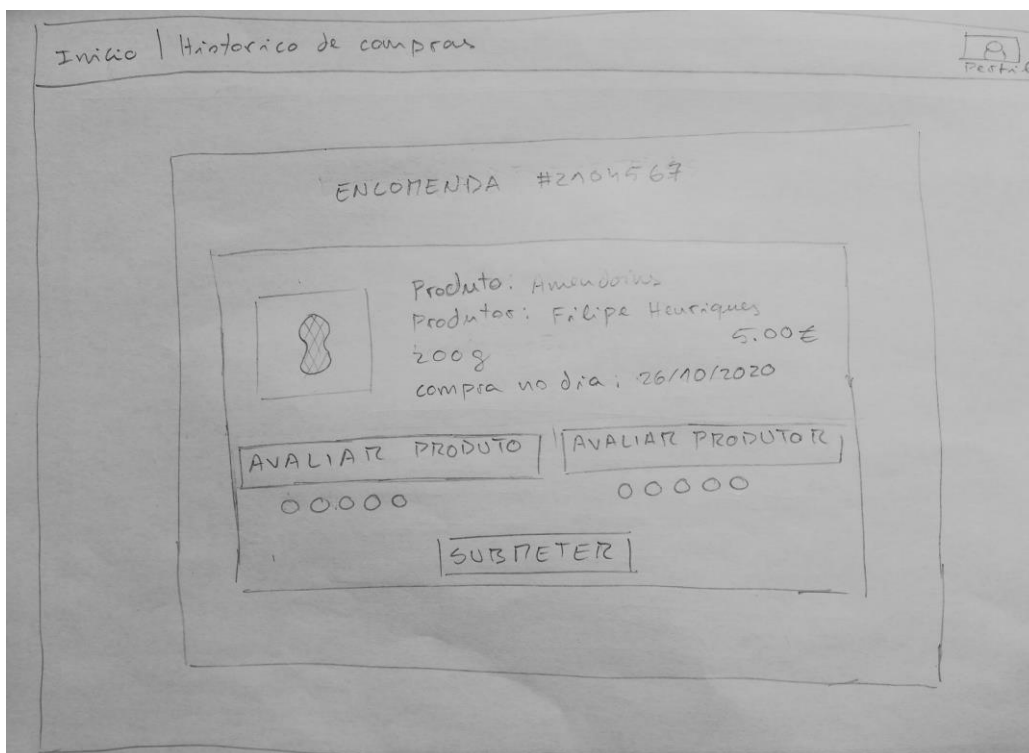 Inicio | Historico de compras
Perfil
ENCOMENDA #2104567
Produto: Amendoins
Produtor: Filipe Henriques
5.00€
200g
compra no dia: 26/10/2020
AVALIAR PRODUTO
AVALIAR PRODUTOR
SUBMETER